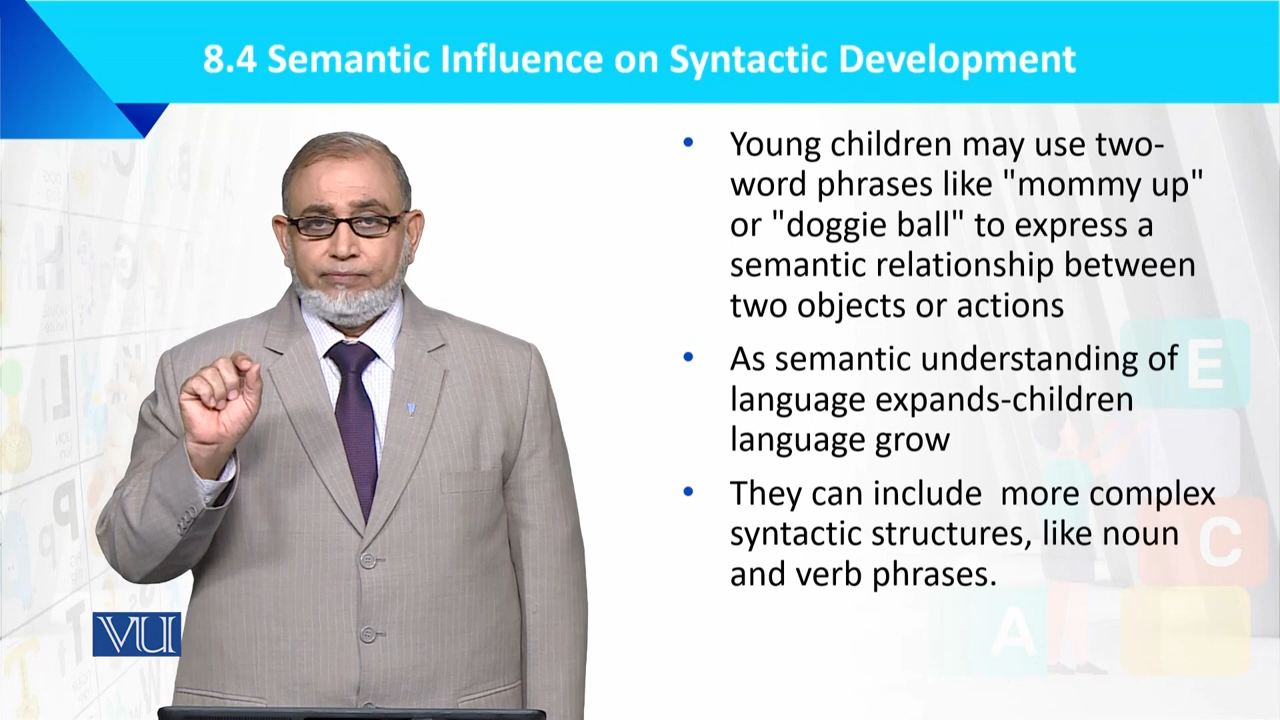 8.4 Semantic Influence on Syntactic Development
• Young children may use two-
word phrases like "mommy up"
or "doggie ball" to express a
semantic relationship between
two objects or actions
• As semantic understanding of
language expands-children
language grow
• They can include  more complex
syntactic structures, like noun
and verb phrases.
VU
E
C
A